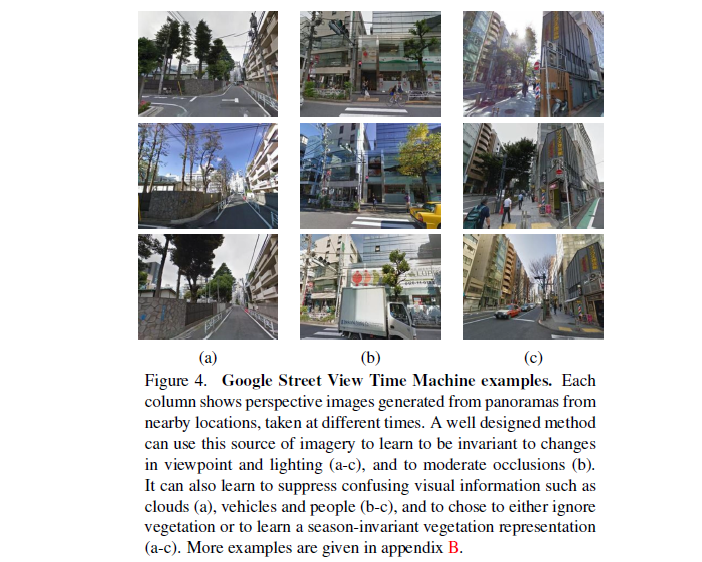 (a) (b) (c)
Figure 4. Google Street View Time Machine examples. Each
column shows perspective images generated from panoramas from
nearby locations, taken at different times. A well designed method
can use this source of imagery to learn to be invariant to changes
in viewpoint and lighting (a-c), and to moderate occlusions (b).
It can also learn to suppress confusing visual information such as
clouds (a), vehicles and people (b-c), and to chose to either ignore
vegetation or to learn a season-invariant vegetation representation
(a-c). More examples are given in appendix B.